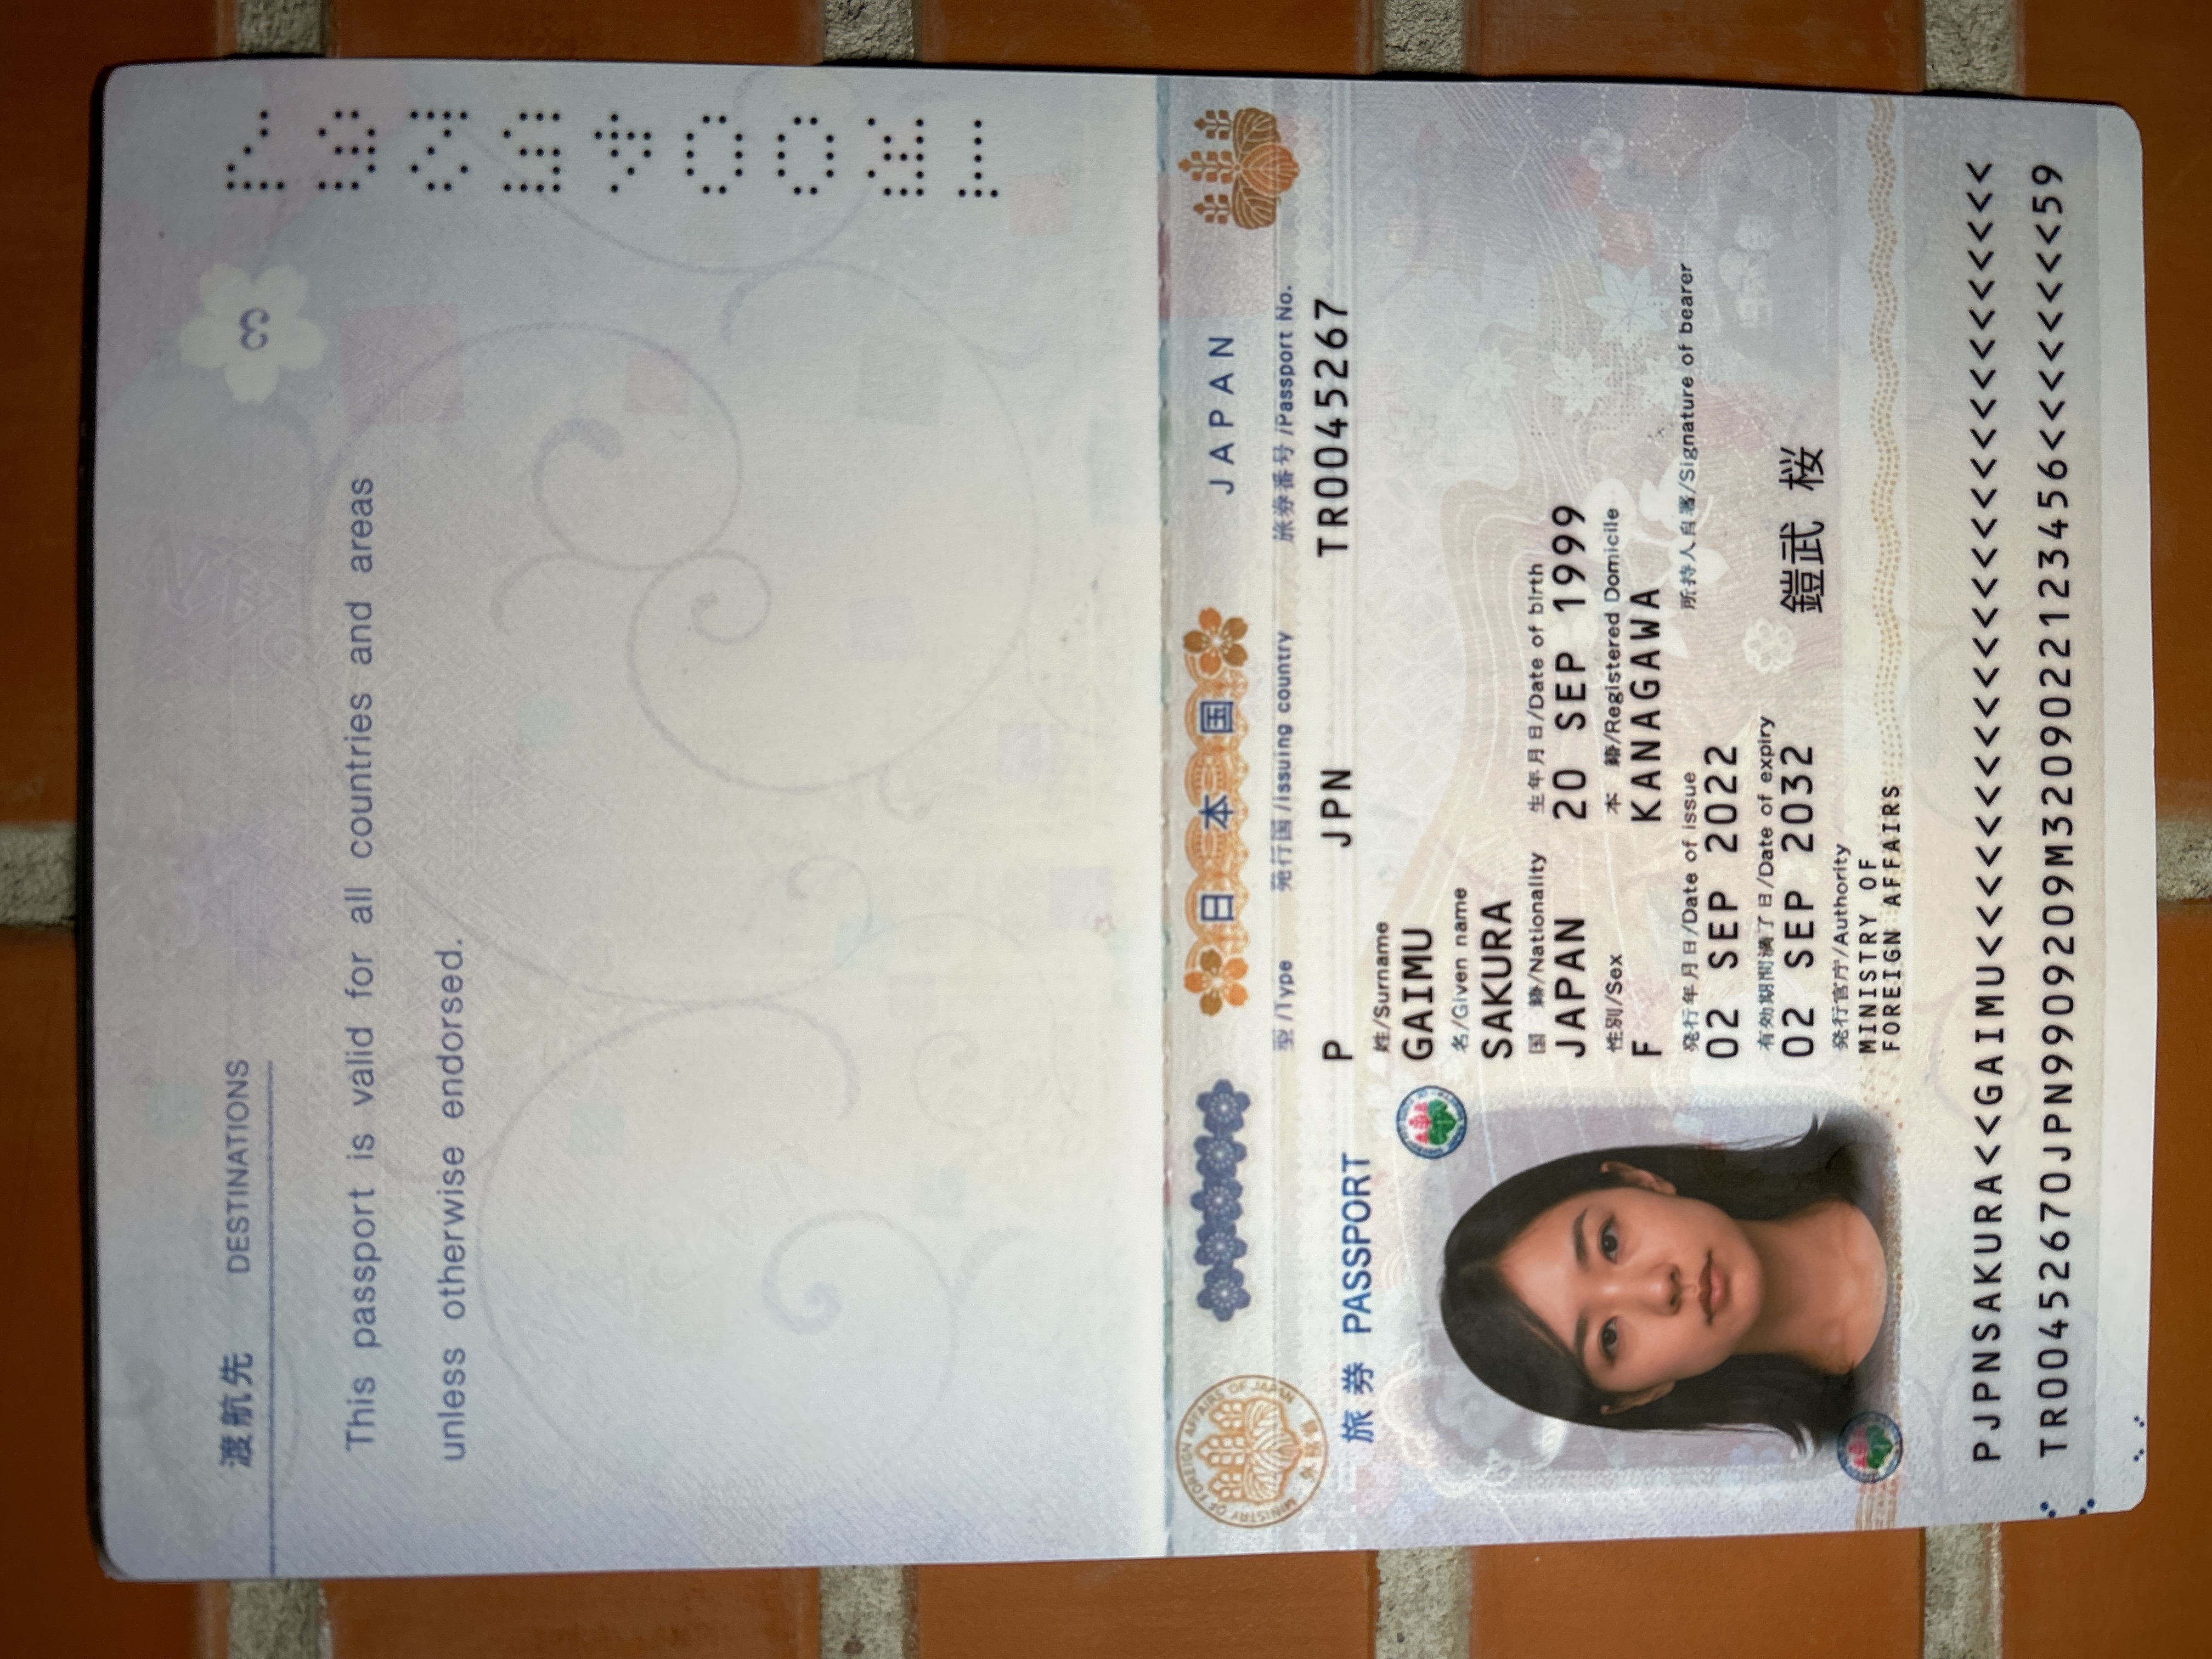 渡航先 DESTINATIONS
3
This passport is valid for all countries and areas
unless otherwise endorsed.
TR0045267
MINISTRY OF FOREIGN AFFAIRS OF JAPAN
外務省
日本国 JAPAN
旅券 PASSPORT
型/Type 発行国/Issuing country 旅券番号/Passport No.
P JPN TR0045267
姓/Surname
GAIMU
名/Given name
SAKURA
国 籍/Nationality 生年月日/Date of birth
JAPAN 20 SEP 1999
性別/Sex 本 籍/Registered Domicile
F KANAGAWA
発行年月日/Date of issue 所持人自署/Signature of bearer
02 SEP 2022
有効期間満了日/Date of expiry
02 SEP 2032 鎧武 桜
発行官庁/Authority
MINISTRY OF
FOREIGN AFFAIRS
PJPNSAKURA<<GAIMU<<<<<<<<<<<<<<<<<<<<<<<<<<<
TR00452670JPN9909209M3209022123456<<<<<<<<59